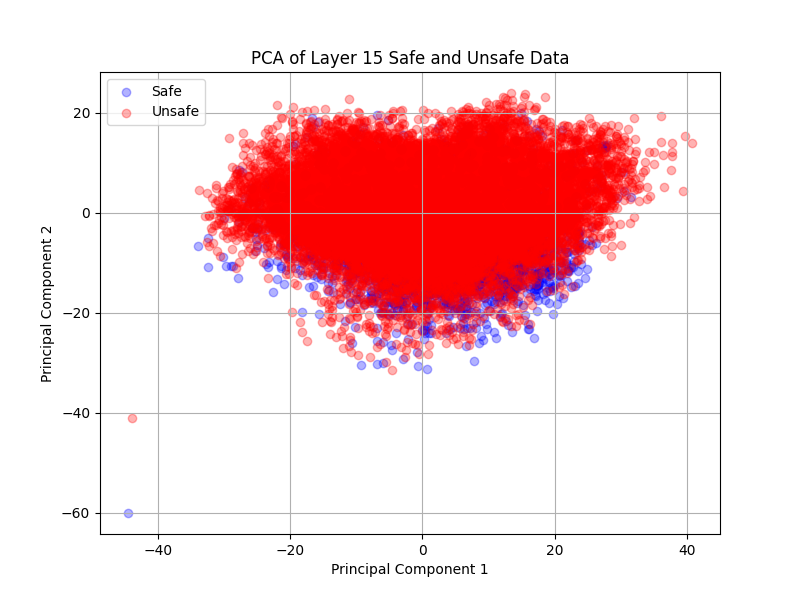 PCA of Layer 15 Safe and Unsafe Data
Safe
Unsafe
20
0
−20
−40
−60
Principal Component 2
−40
−20
0
20
40
Principal Component 1